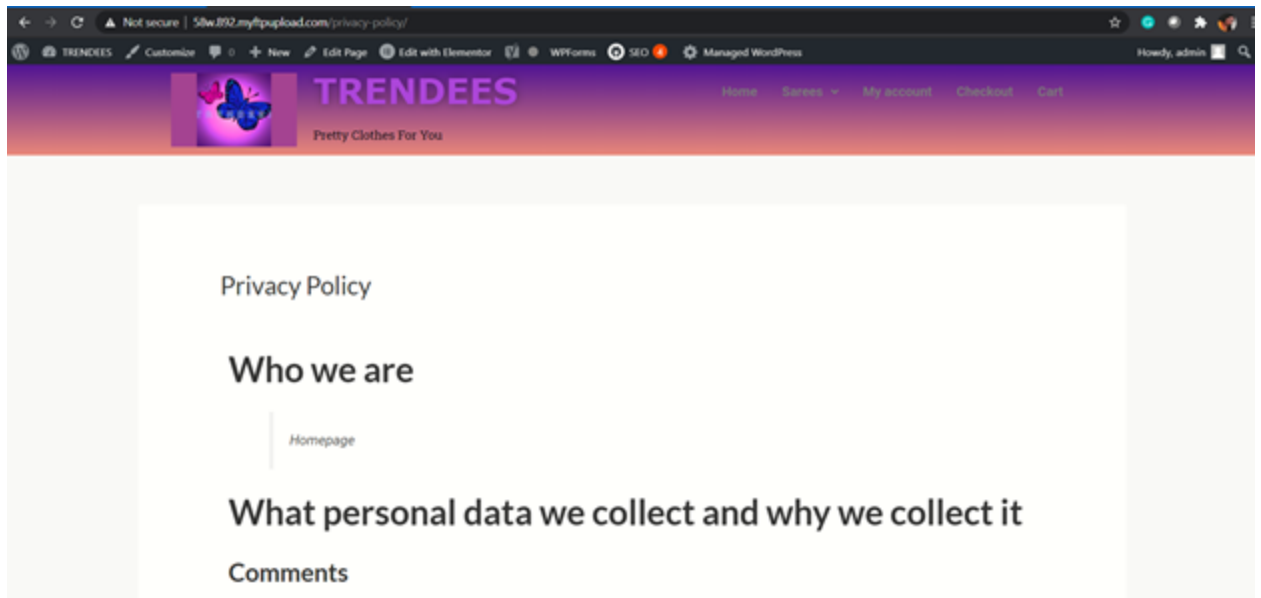 Not secure | 58w.892.myftpupload.com/privacy-policy/
TRENDEES Customize 0 New Edit Page Edit with Elementor WPForms SEO 4 Managed WordPress Howdy, admin
TRENDEES
Home Sarees My account Checkout Cart
Pretty Clothes For You
Privacy Policy
Who we are
Homepage
What personal data we collect and why we collect it
Comments